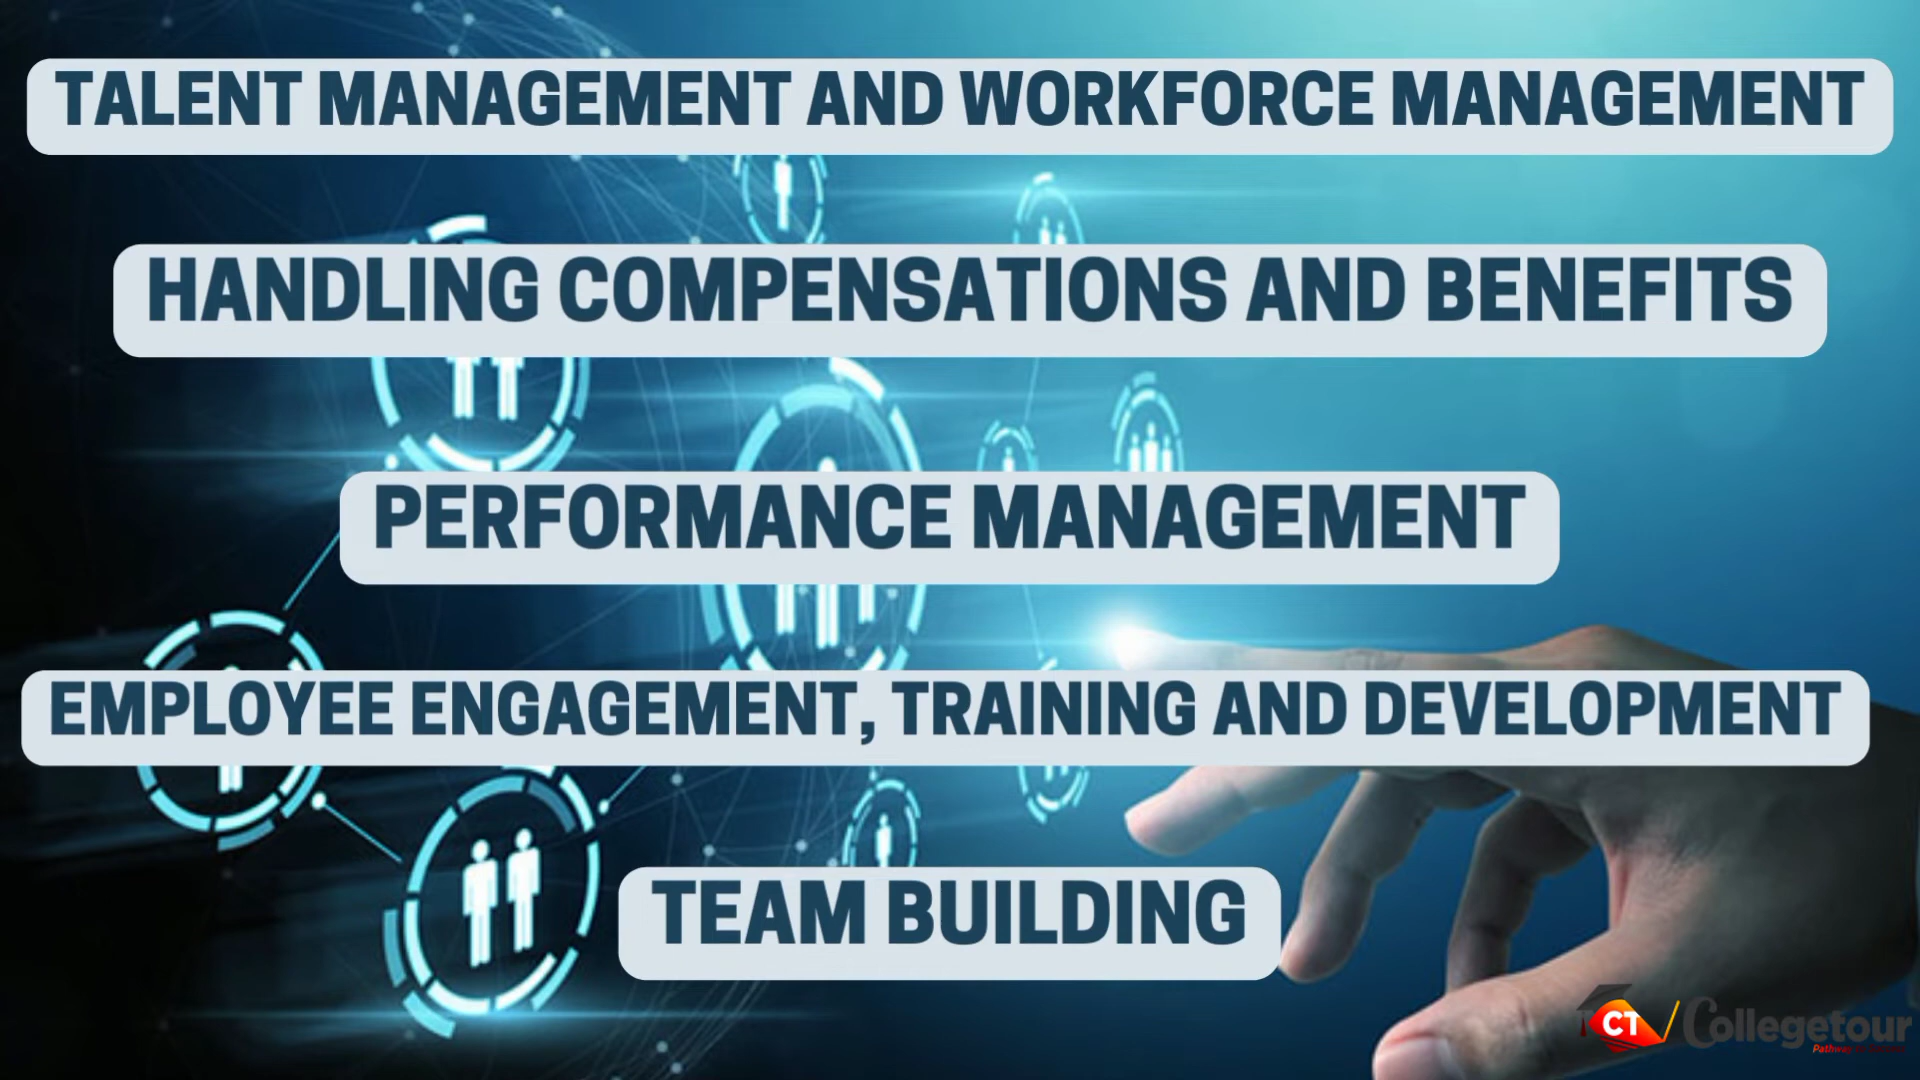 TALENT MANAGEMENT AND WORKFORCE MANAGEMENT
HANDLING COMPENSATIONS AND BENEFITS
PERFORMANCE MANAGEMENT
EMPLOYEE ENGAGEMENT, TRAINING AND DEVELOPMENT
TEAM BUILDING
CT Collegetour
Pathway